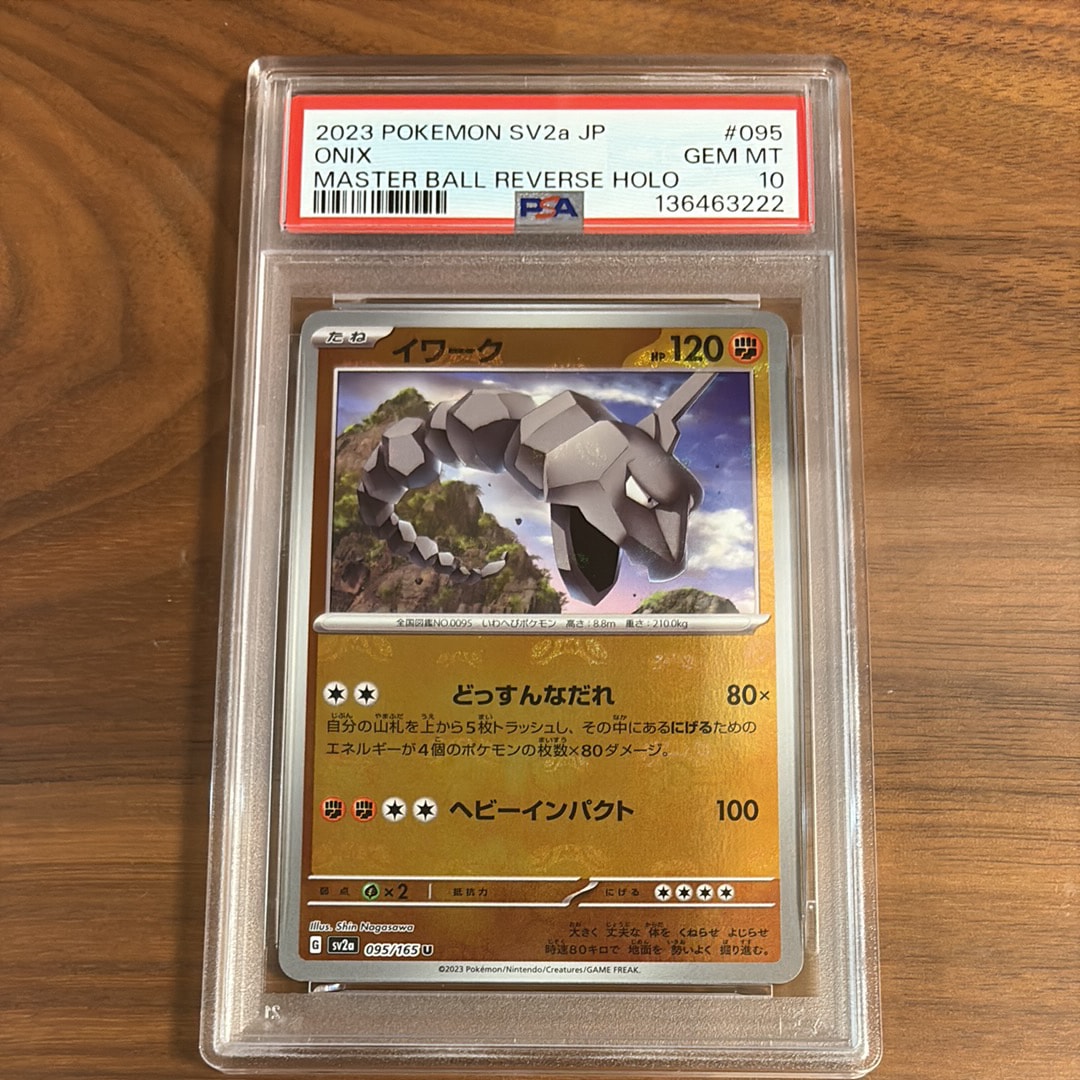 2023 POKEMON SV2a JP #095
ONIX GEM MT
MASTER BALL REVERSE HOLO 10
PSA 136463222
たね イワーク HP 120
全国図鑑NO.0095 いわへびポケモン 高さ:8.8m 重さ:210.0kg
どっすんなだれ 80×
自分の山札を上から5枚トラッシュし、その中にあるにげるための
エネルギーが4個のポケモンの枚数×80ダメージ。
ヘビーインパクト 100
弱点 ×2 抵抗力 にげる
Illus. Shin Nagasawa
大きく 丈夫な 体を くねらせ よじらせ
G sv2a 095/165 U
時速80キロで 地面を 勢いよく 掘り進む。
©2023 Pokémon/Nintendo/Creatures/GAME FREAK.